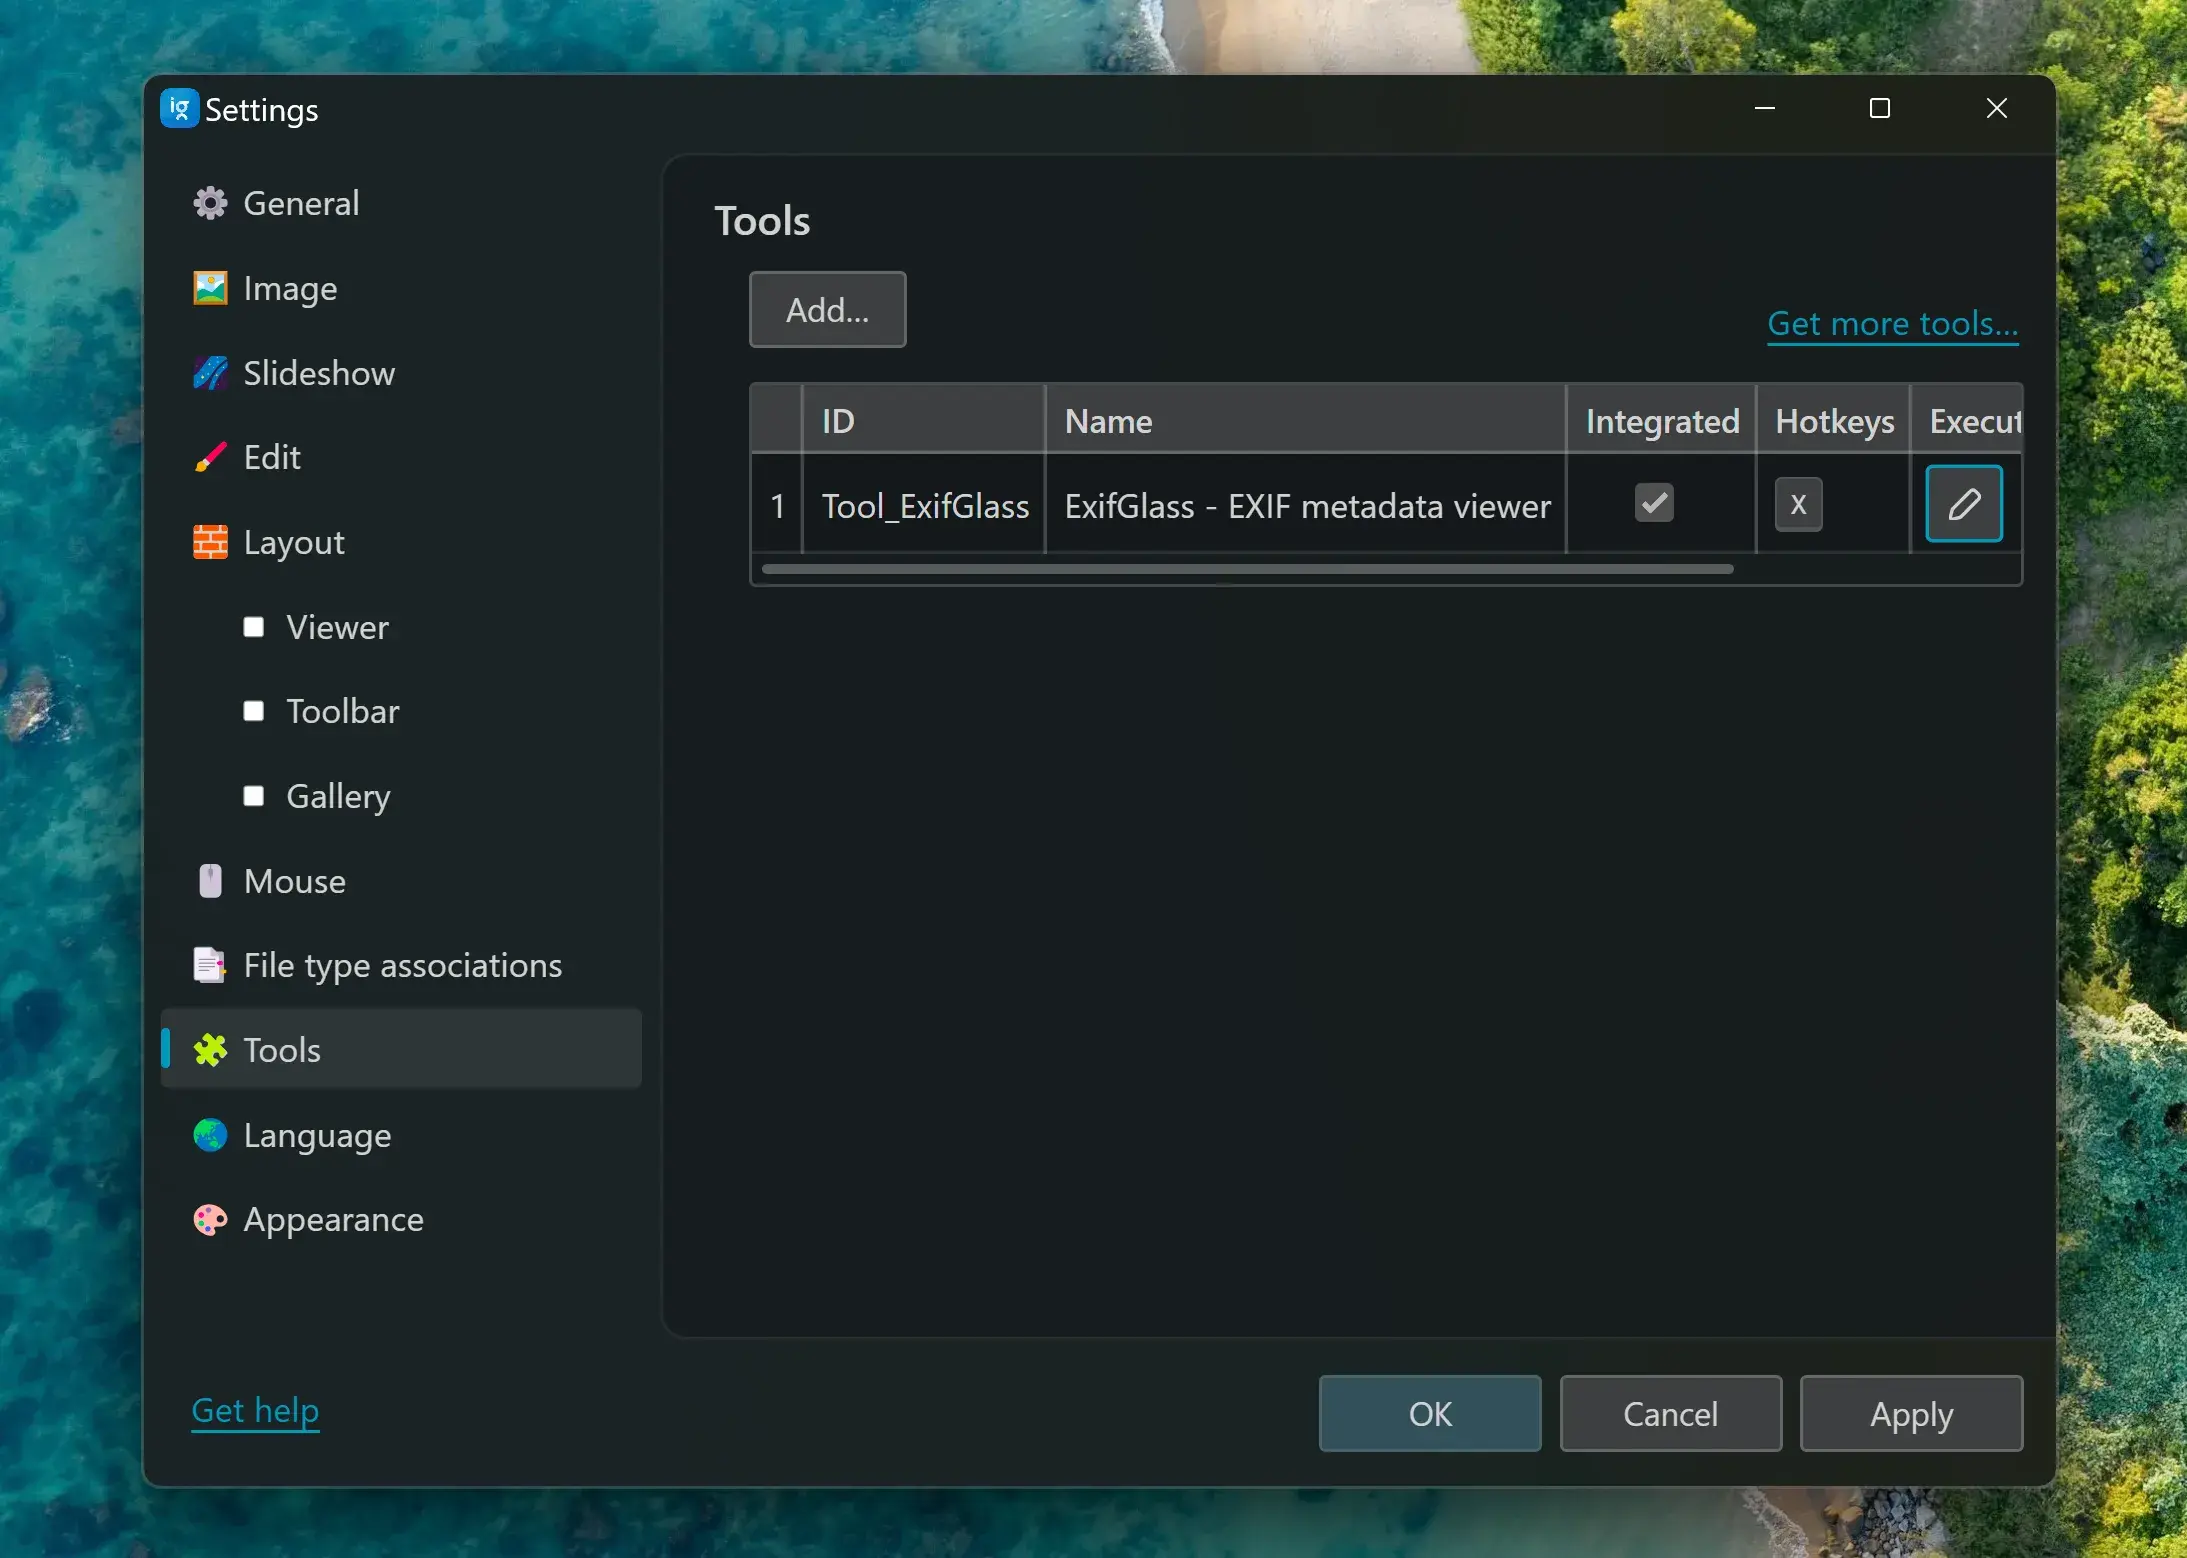 ig Settings
General
Image
Slideshow
Edit
Layout
Viewer
Toolbar
Gallery
Mouse
File type associations
Tools
Language
Appearance
Get help
Tools
Add...
Get more tools...
ID Name Integrated Hotkeys Execut
1 Tool_ExifGlass ExifGlass - EXIF metadata viewer X
OK Cancel Apply